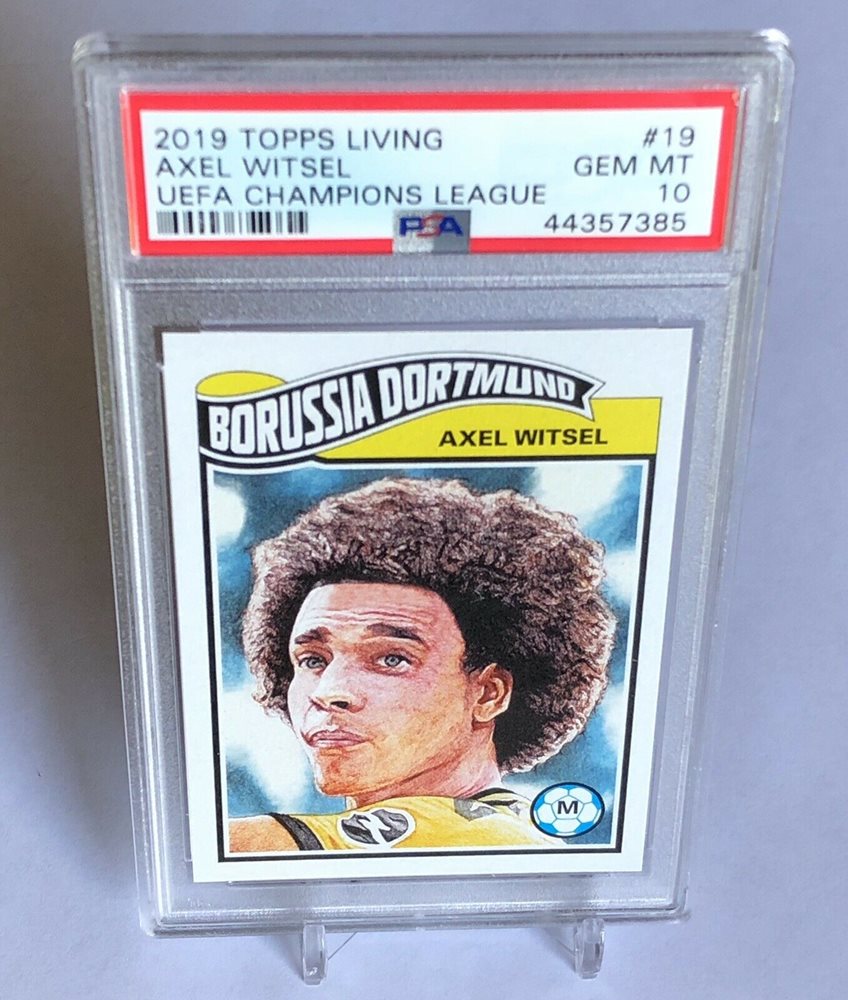 2019 TOPPS LIVING #19
AXEL WITSEL GEM MT
UEFA CHAMPIONS LEAGUE 10
PSA 44357385
BORUSSIA DORTMUND
AXEL WITSEL
M